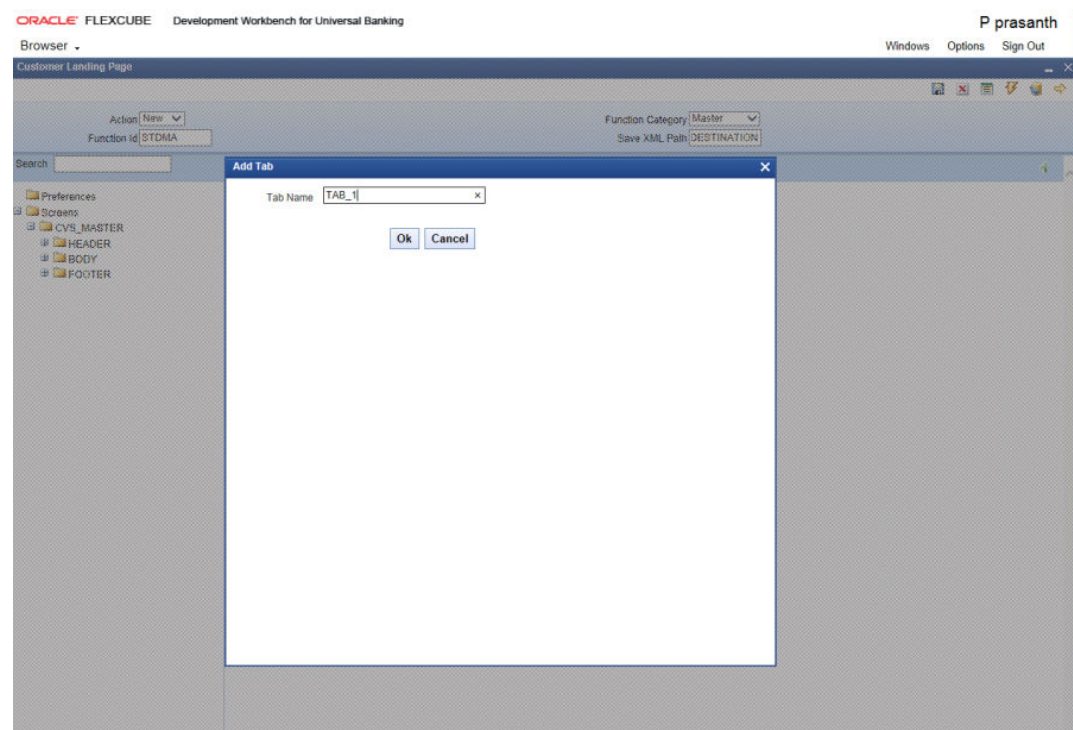 ORACLE FLEXCUBE Development Workbench for Universal Banking P prasanth
Browser Windows Options Sign Out
Customer Landing Page
Action New Function Category Master
Function Id STDMA Save XML Path DESTINATION
Search Add Tab
Preferences Tab Name TAB_1
Screens
CVS_MASTER
Ok Cancel
HEADER
BODY
FOOTER